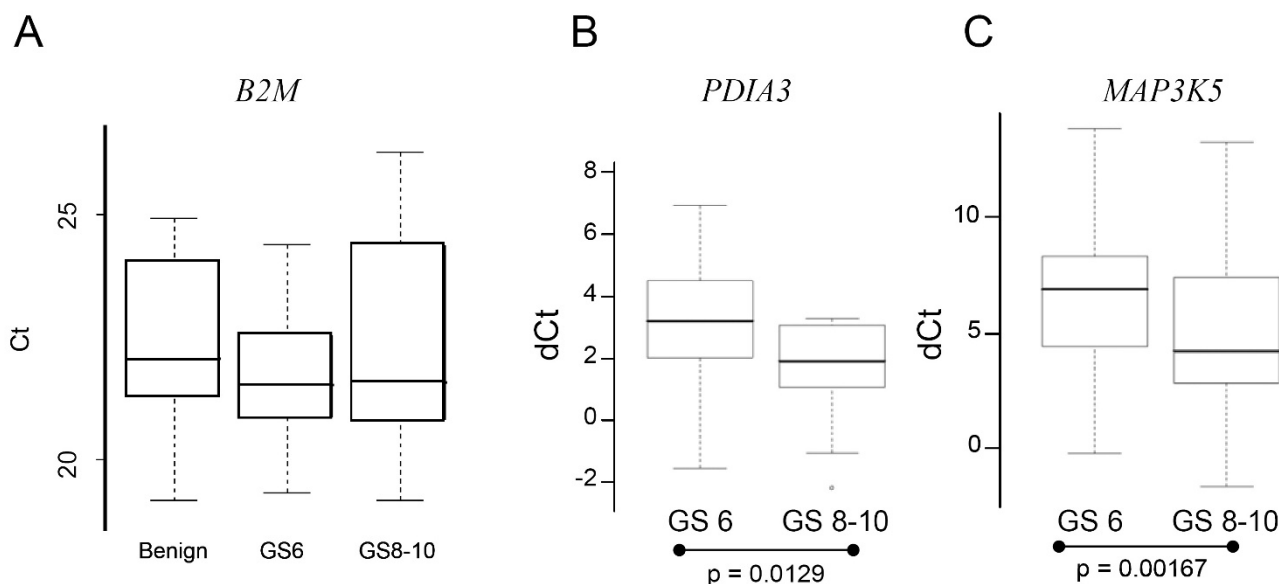 A
B2M
Ct
25
20
Benign
GS6
GS8-10
B
PDIA3
dCt
8
6
4
2
0
-2
GS 6
GS 8-10
p = 0.0129
C
MAP3K5
dCt
10
5
0
GS 6
GS 8-10
p = 0.00167